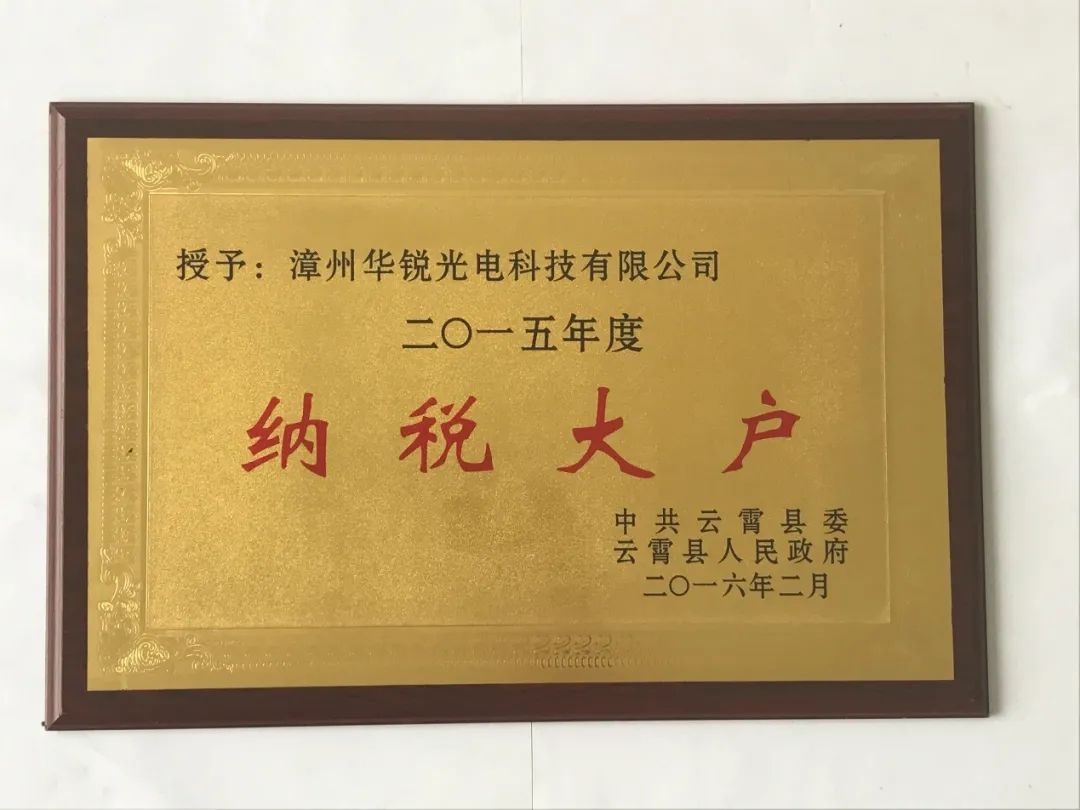 授予：漳州华锐光电科技有限公司
二〇一五年度
纳税大户
中共云霄县委
云霄县人民政府
二〇一六年二月